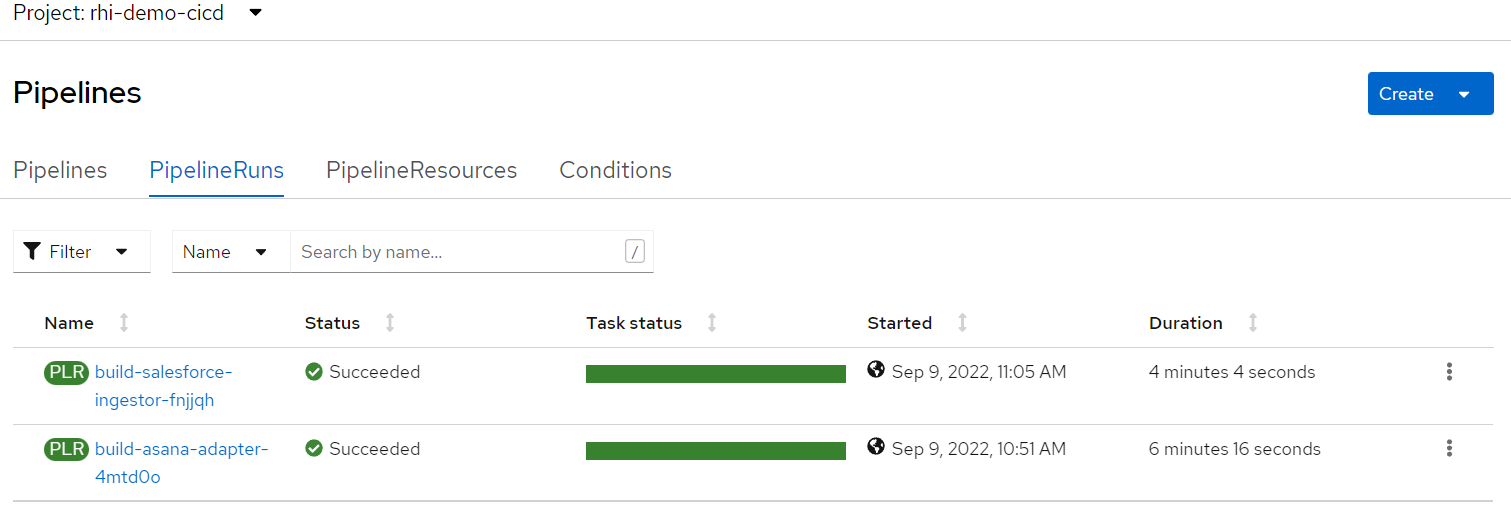 Project: rhi-demo-cicd
Pipelines
Create
Pipelines PipelineRuns PipelineResources Conditions
Filter Name Search by name... /
Name Status Task status Started Duration
PLR build-salesforce- Succeeded Sep 9, 2022, 11:05 AM 4 minutes 4 seconds
ingestor-fnjjqh
PLR build-asana-adapter- Succeeded Sep 9, 2022, 10:51 AM 6 minutes 16 seconds
4mtd0o